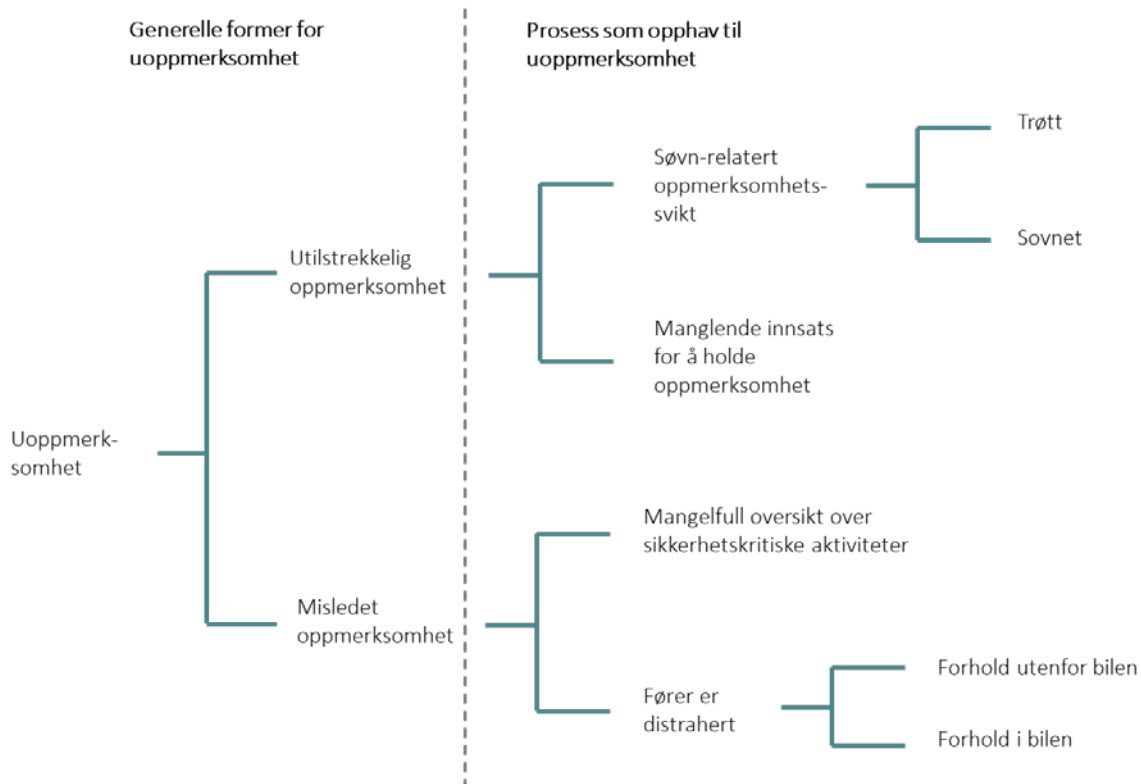 Generelle former for
uoppmerksomhet
Prosess som opphav til
uoppmerksomhet
Uoppmerk-
somhet
Utilstrekkelig
oppmerksomhet
Søvn-relatert
oppmerksomhets-
svikt
Trøtt
Sovnet
Manglende innsats
for å holde
oppmerksomhet
Misledet
oppmerksomhet
Mangelfull oversikt over
sikkerhetskritiske aktiviteter
Fører er
distrahert
Forhold utenfor bilen
Forhold i bilen